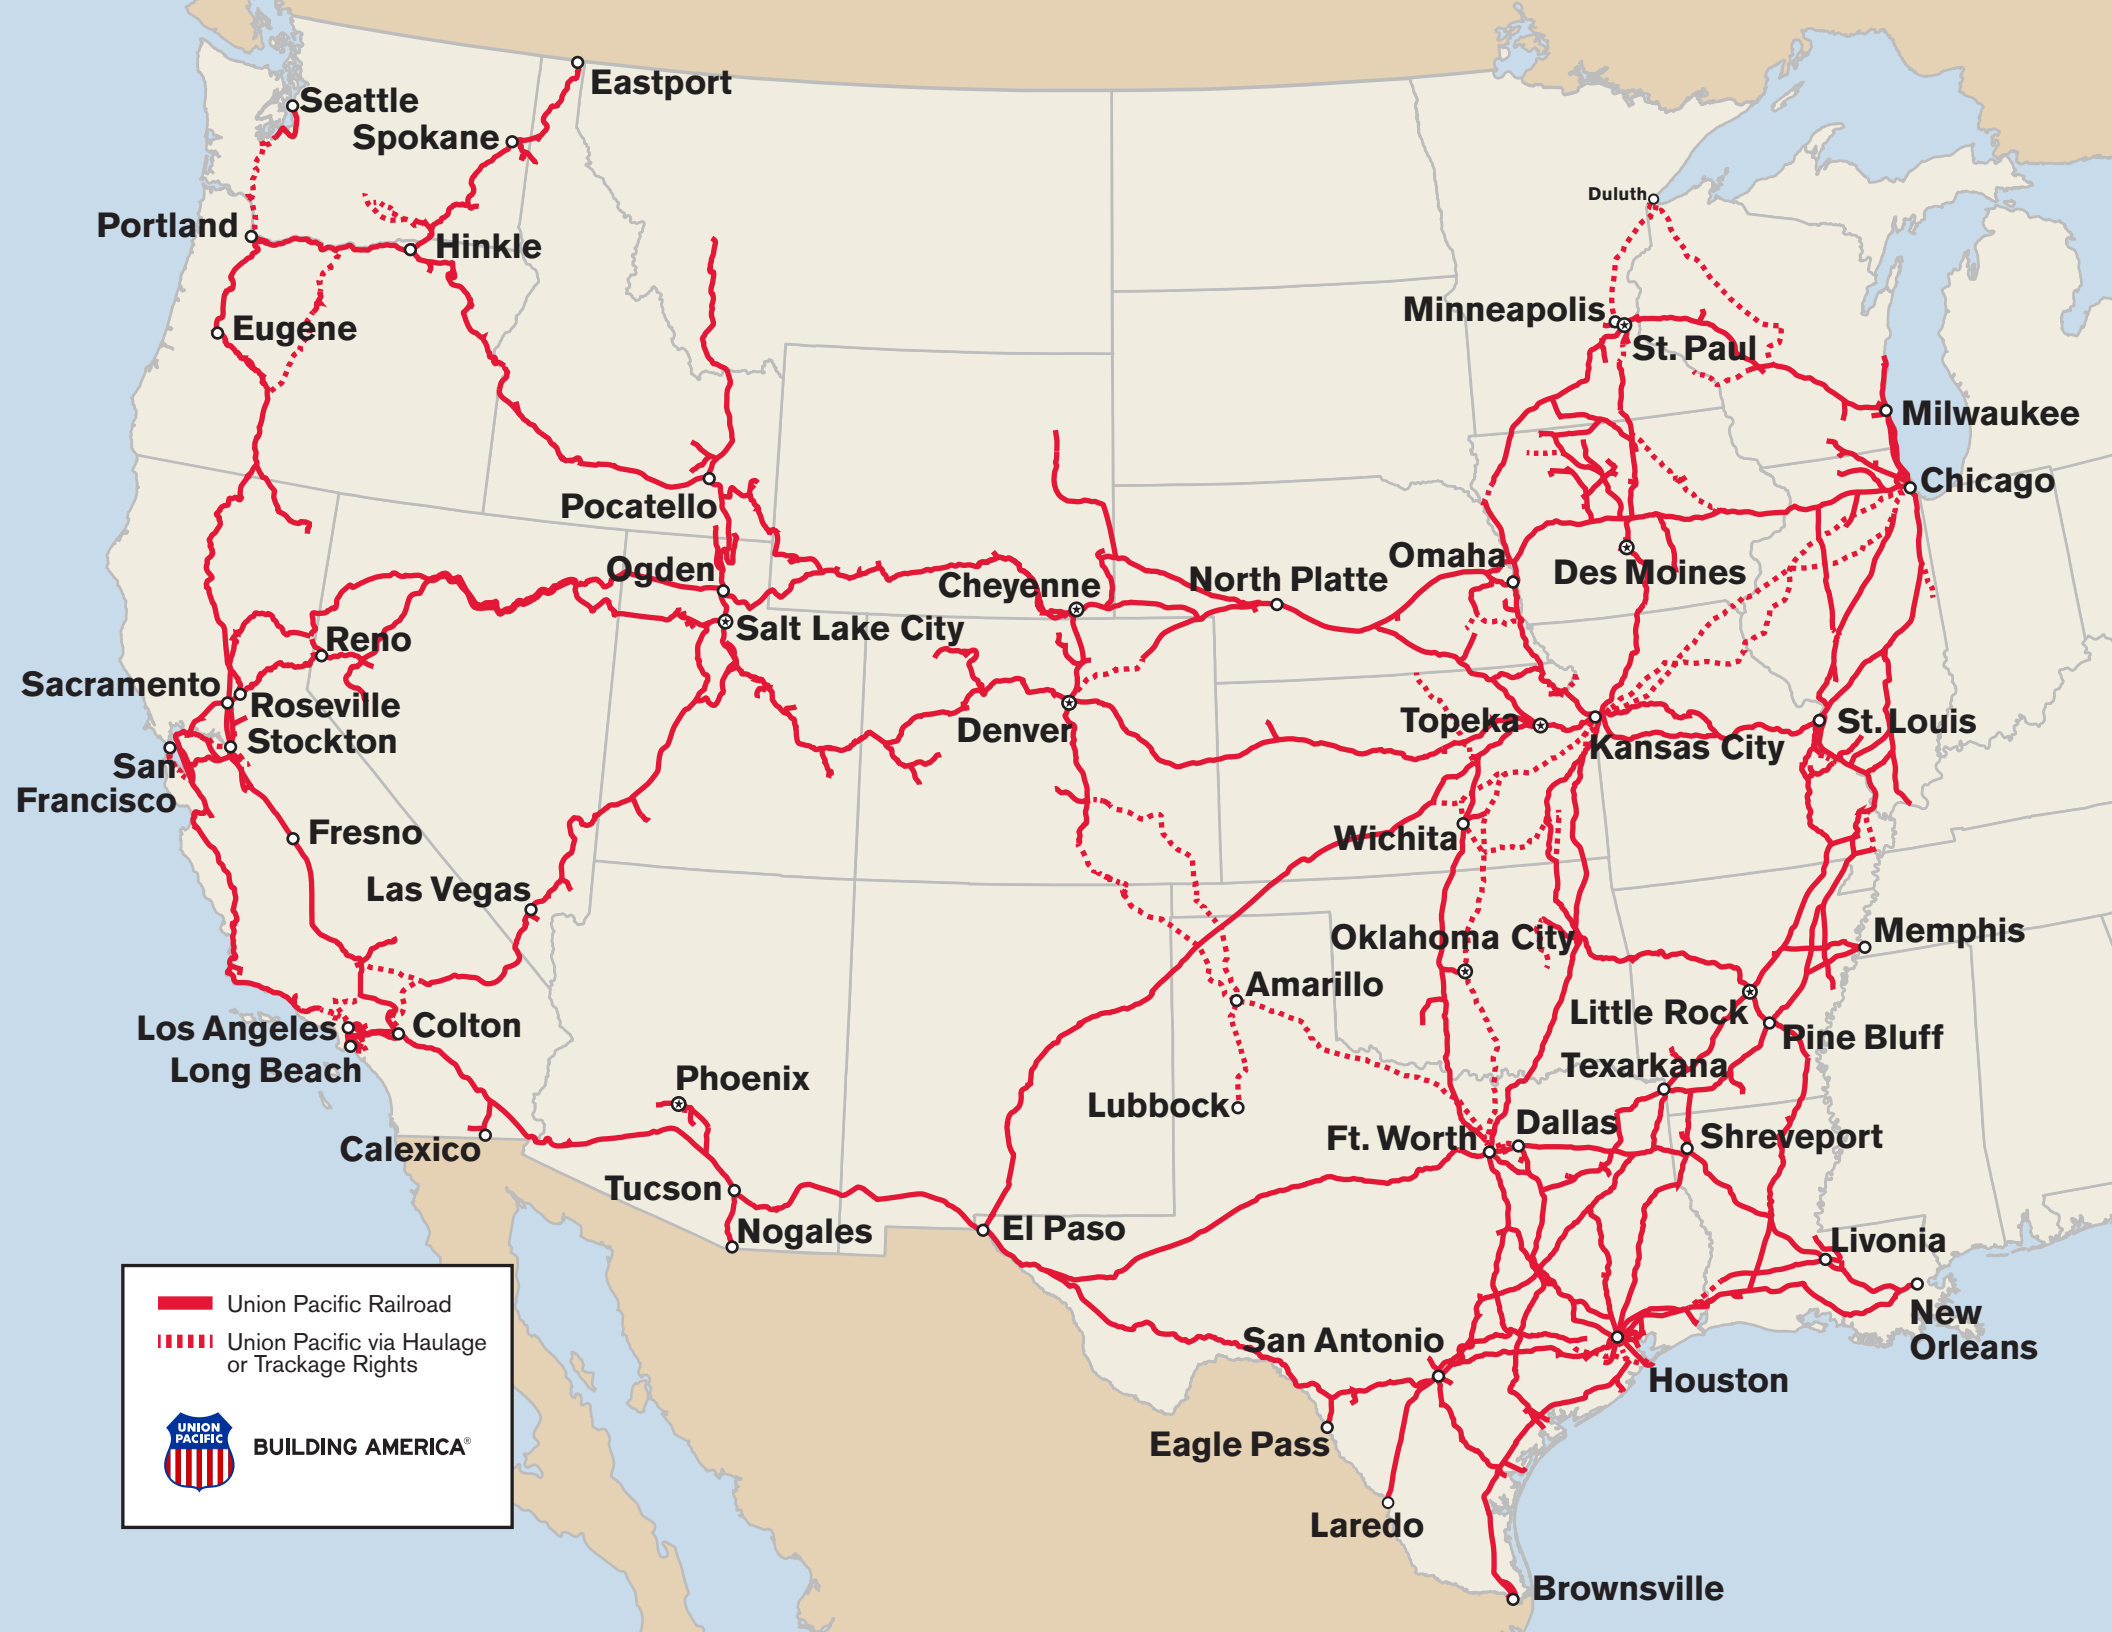 Eastport
Seattle
Spokane
Duluth
Portland
Hinkle
Minneapolis
Eugene
St. Paul
Milwaukee
Chicago
Pocatello
Ogden
Cheyenne
North Platte
Omaha
Des Moines
Salt Lake City
Reno
Sacramento
Roseville
Stockton
Denver
Topeka
Kansas City
St. Louis
San
Francisco
Fresno
Wichita
Las Vegas
Oklahoma City
Memphis
Amarillo
Little Rock
Pine Bluff
Los Angeles
Colton
Long Beach
Phoenix
Texarkana
Lubbock
Dallas
Ft. Worth
Shreveport
Calexico
Tucson
Nogales
El Paso
Livonia
New
Orleans
San Antonio
Houston
Eagle Pass
Laredo
Brownsville
Union Pacific Railroad
Union Pacific via Haulage
or Trackage Rights
UNION
PACIFIC
BUILDING AMERICA®